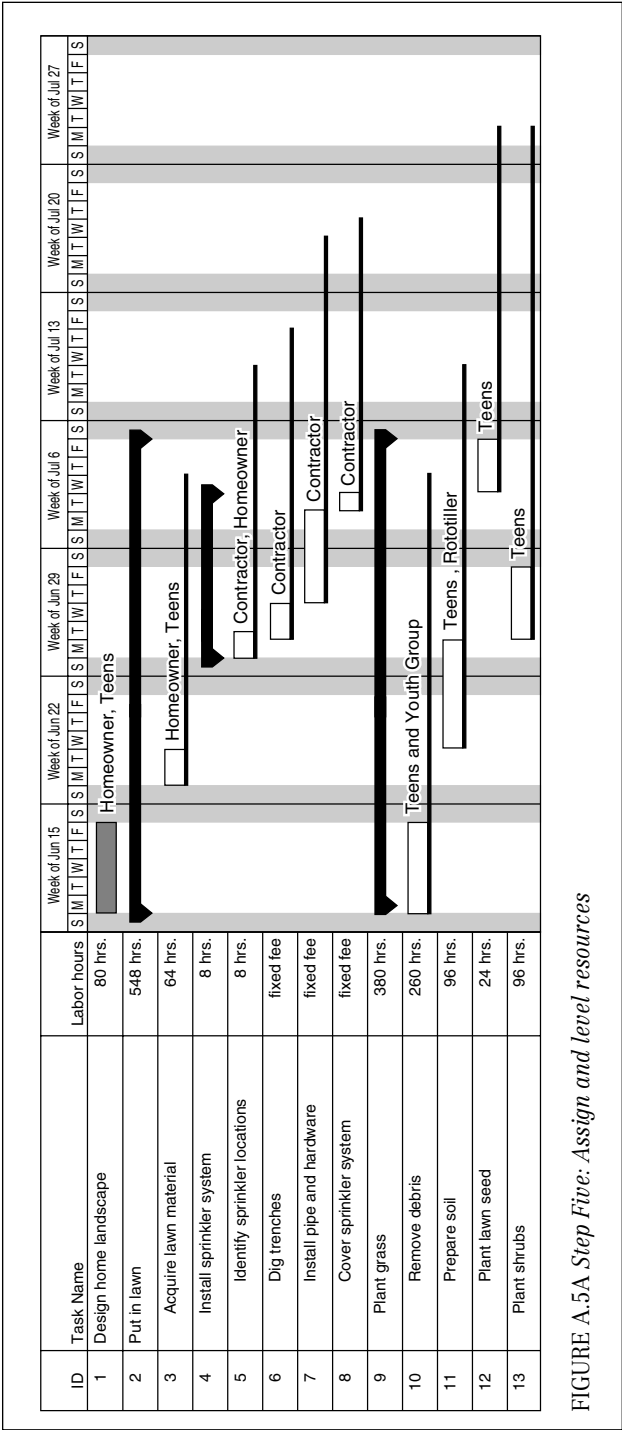 ID Task Name Labor hours Week of Jun 15 Week of Jun 22 Week of Jun 29 Week of Jul 6 Week of Jul 13 Week of Jul 20 Week of Jul 27
S M T W T F S S M T W T F S S M T W T F S S M T W T F S S M T W T F S S M T W T F S S M T W T F S
1 Design home landscape 80 hrs. Homeowner, Teens
2 Put in lawn 548 hrs.
3 Acquire lawn material 64 hrs. Homeowner, Teens
4 Install sprinkler system 8 hrs.
5 Identify sprinkler locations 8 hrs. Contractor, Homeowner
6 Dig trenches fixed fee Contractor
7 Install pipe and hardware fixed fee Contractor
8 Cover sprinkler system fixed fee Contractor
9 Plant grass 380 hrs.
10 Remove debris 260 hrs. Teens and Youth Group
11 Prepare soil 96 hrs. Teens , Rototiller
12 Plant lawn seed 24 hrs. Teens
13 Plant shrubs 96 hrs. Teens
FIGURE A.5A Step Five: Assign and level resources